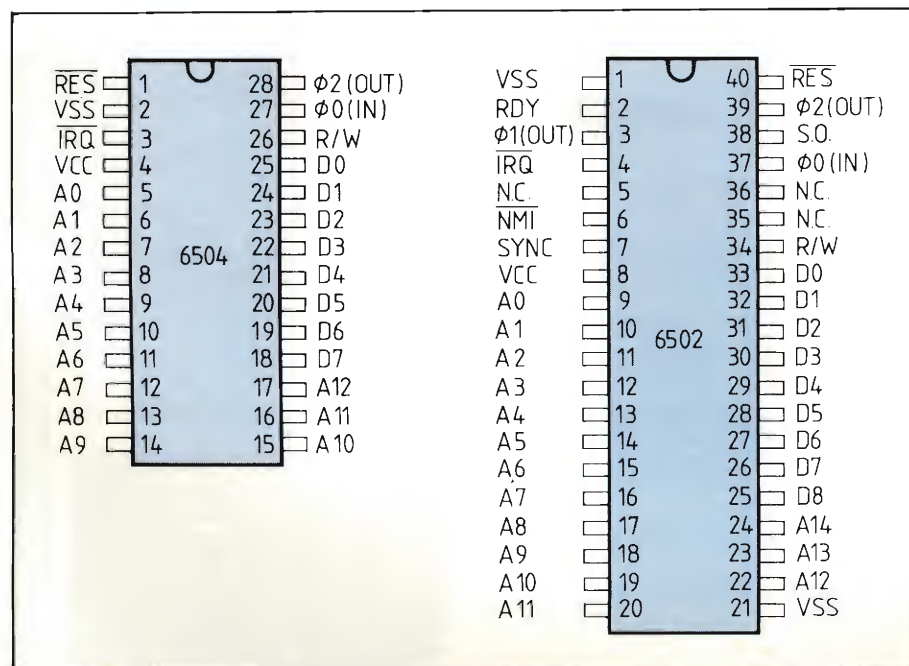 RES 1 28 Φ2(OUT)
VSS 2 27 Φ0(IN)
IRQ 3 26 R/W
VCC 4 25 D0
A0 5 24 D1
A1 6 23 D2
A2 7 22 D3
6504
A3 8 21 D4
A4 9 20 D5
A5 10 19 D6
A6 11 18 D7
A7 12 17 A12
A8 13 16 A11
A9 14 15 A10
VSS 1 40 RES
RDY 2 39 Φ2(OUT)
Φ1(OUT) 3 38 S.O.
IRQ 4 37 Φ0(IN)
N.C. 5 36 N.C.
NMI 6 35 N.C.
SYNC 7 34 R/W
VCC 8 33 D0
A0 9 32 D1
A1 10 31 D2
6502
A2 11 30 D3
A3 12 29 D4
A4 13 28 D5
A5 14 27 D6
A6 15 26 D7
A7 16 25 D8
A8 17 24 A14
A9 18 23 A13
A10 19 22 A12
A11 20 21 VSS